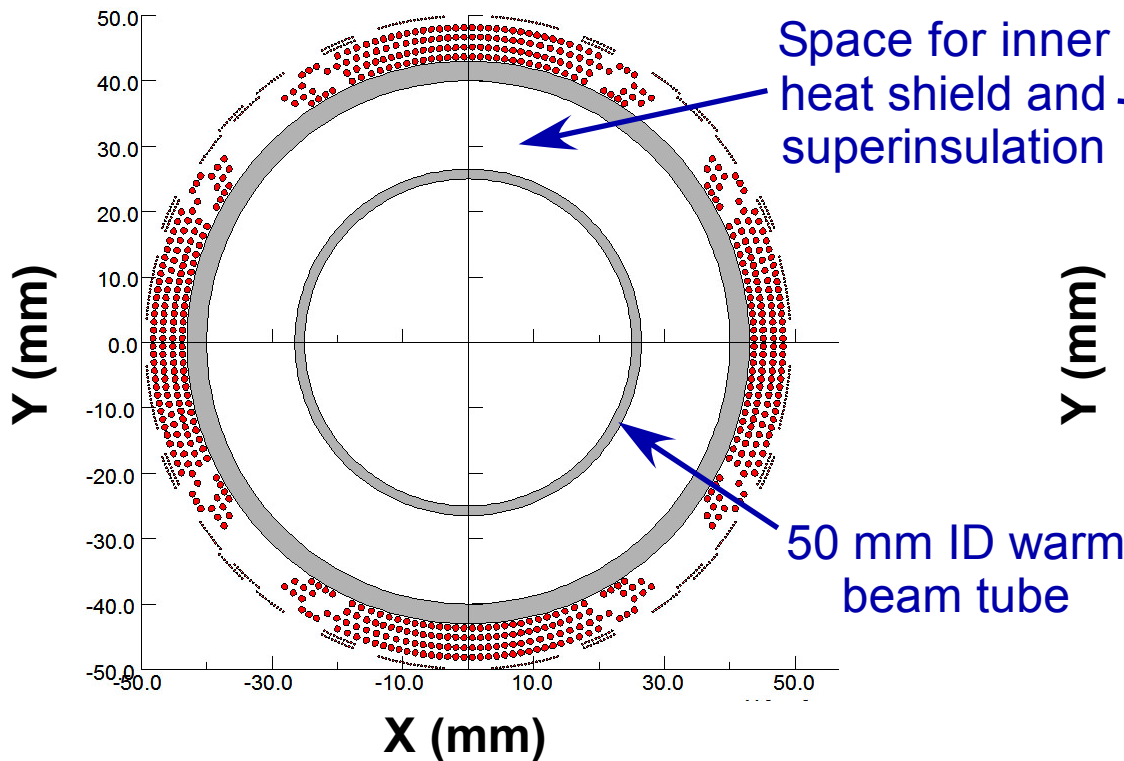 50.0
Space for inner
heat shield and -
superinsulation
40.0
30.0
20.0
10.0
0.0
-10.0
-20.0
-30.0
-40.0
-50.0
Y (mm)
Y (mm)
50 mm ID warm
beam tube
-50.0 -30.0 -10.0 10.0 30.0 50.0
X (mm)